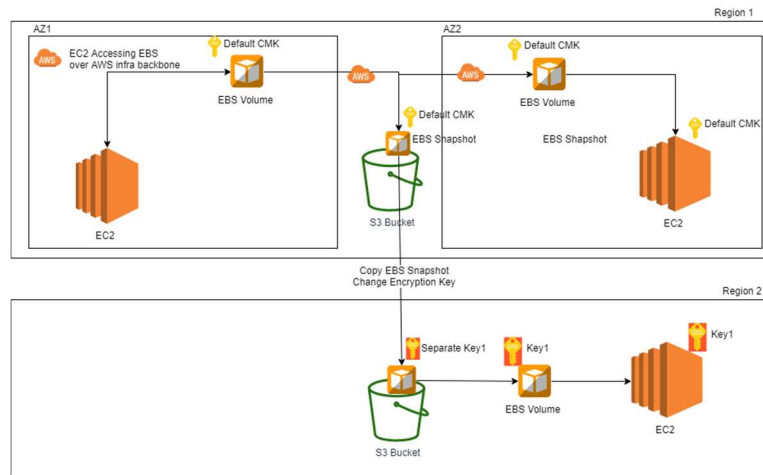 Region 1
AZ1
AZ2
EC2 Accessing EBS
over AWS infra backbone
AWS
Default CMK
EBS Volume
AWS
AWS
Default CMK
EBS Volume
Default CMK
EBS Snapshot
EBS Snapshot
Default CMK
S3 Bucket
EC2
EC2
Copy EBS Snapshot
Change Encryption Key
Region 2
Separate Key1
Key1
Key1
EBS Volume
EC2
S3 Bucket